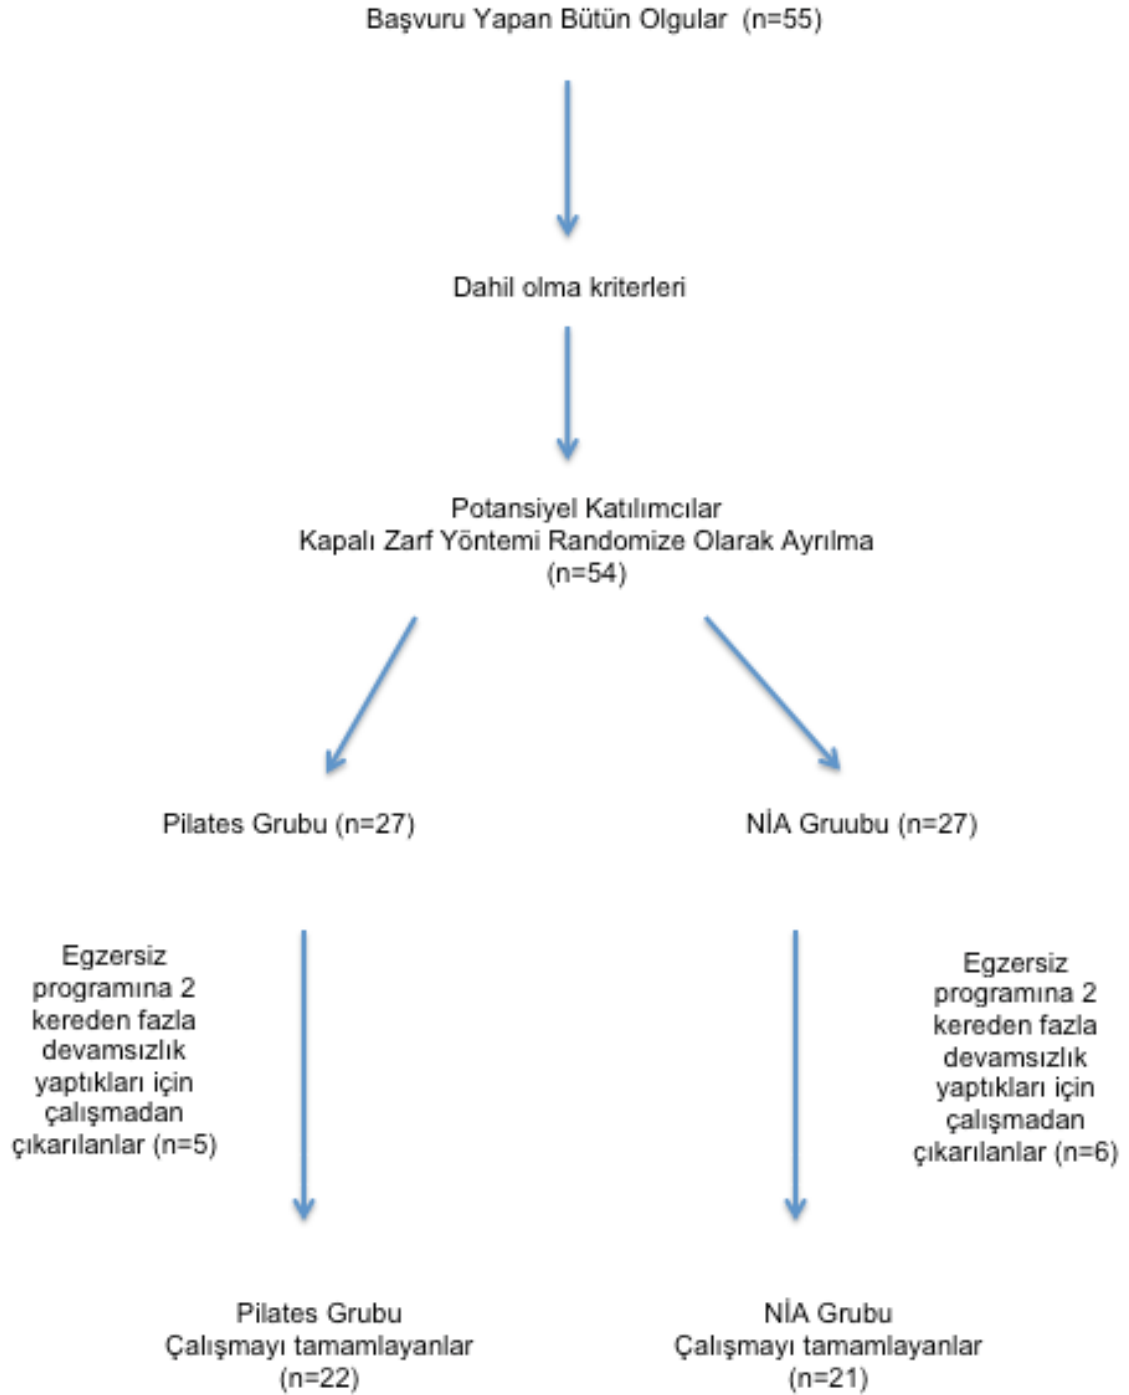 Başvuru Yapan Bütün Olgular (n=55)
Dahil olma kriterleri
Potansiyel Katılımcılar
Kapalı Zarf Yöntemi Randomize Olarak Ayrılma
(n=54)
Pilates Grubu (n=27)
NİA Gruubu (n=27)
Egzersiz
programına 2
kereden fazla
devamsızlık
yaptıkları için
çalışmadan
çıkarılanlar (n=5)
Egzersiz
programına 2
kereden fazla
devamsızlık
yaptıkları için
çalışmadan
çıkarılanlar (n=6)
Pilates Grubu
Çalışmayı tamamlayanlar
(n=22)
NİA Grubu
Çalışmayı tamamlayanlar
(n=21)